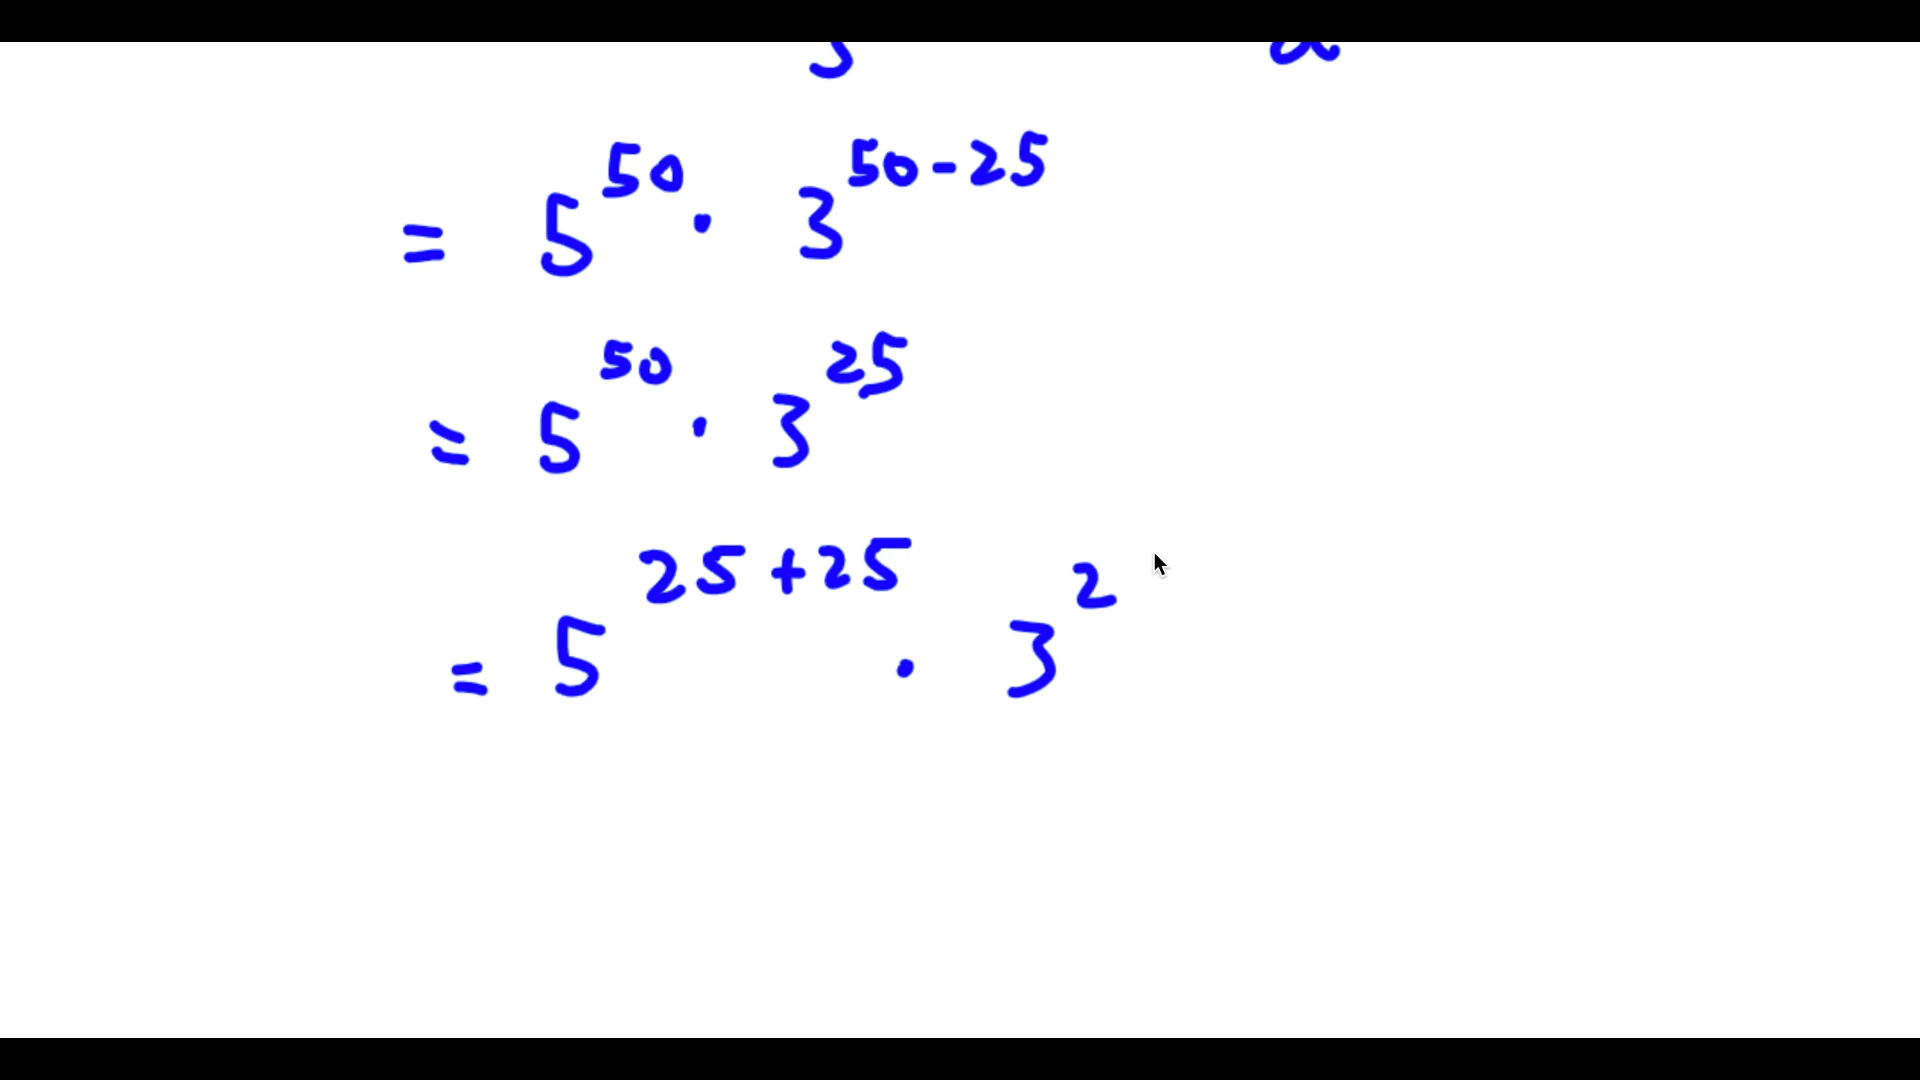 = 5^50 · 3^50-25
= 5^50 · 3^25
= 5^25+25 · 3^2